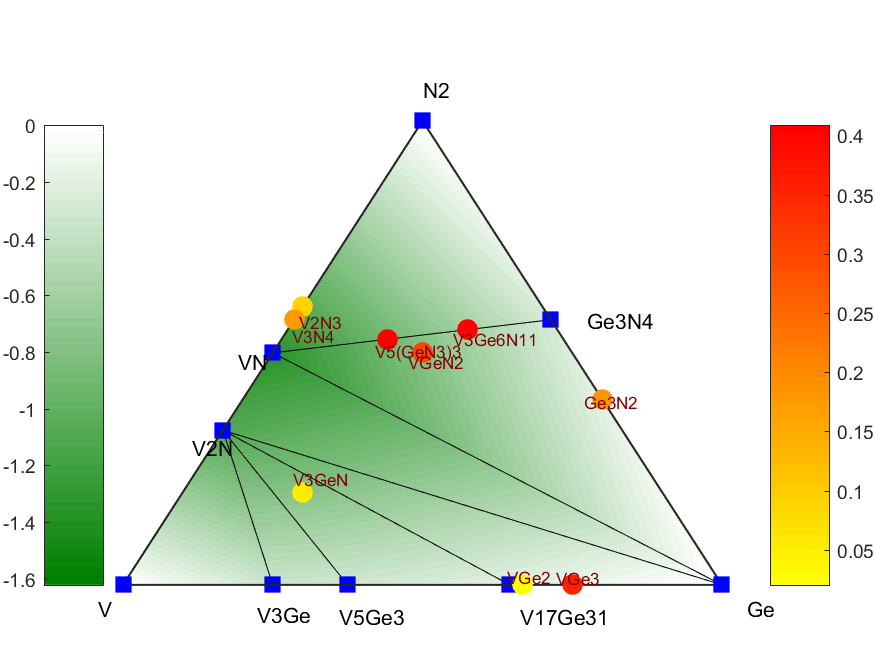 N2
0
-0.2
-0.4
-0.6
-0.8
-1
-1.2
-1.4
-1.6
0.4
0.35
0.3
0.25
0.2
0.15
0.1
0.05
V2N3
V3N4
Ge3N4
V3Ge6N11
V5(GeN3)3
VGeN2
VN
Ge3N2
V2N
V3GeN
VGe2
VGe3
V
V3Ge
V5Ge3
V17Ge31
Ge